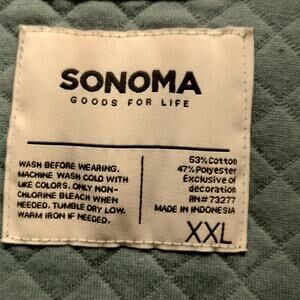 SONOMA
GOODS FOR LIFE
WASH BEFORE WEARING.
MACHINE WASH COLD WITH
LIKE COLORS. ONLY NON-
CHLORINE BLEACH WHEN
NEEDED. TUMBLE DRY LOW.
WARM IRON IF NEEDED.
53% Cotton
47% Polyester
Exclusive of
decoration
RN# 73277
MADE IN INDONESIA
XXL